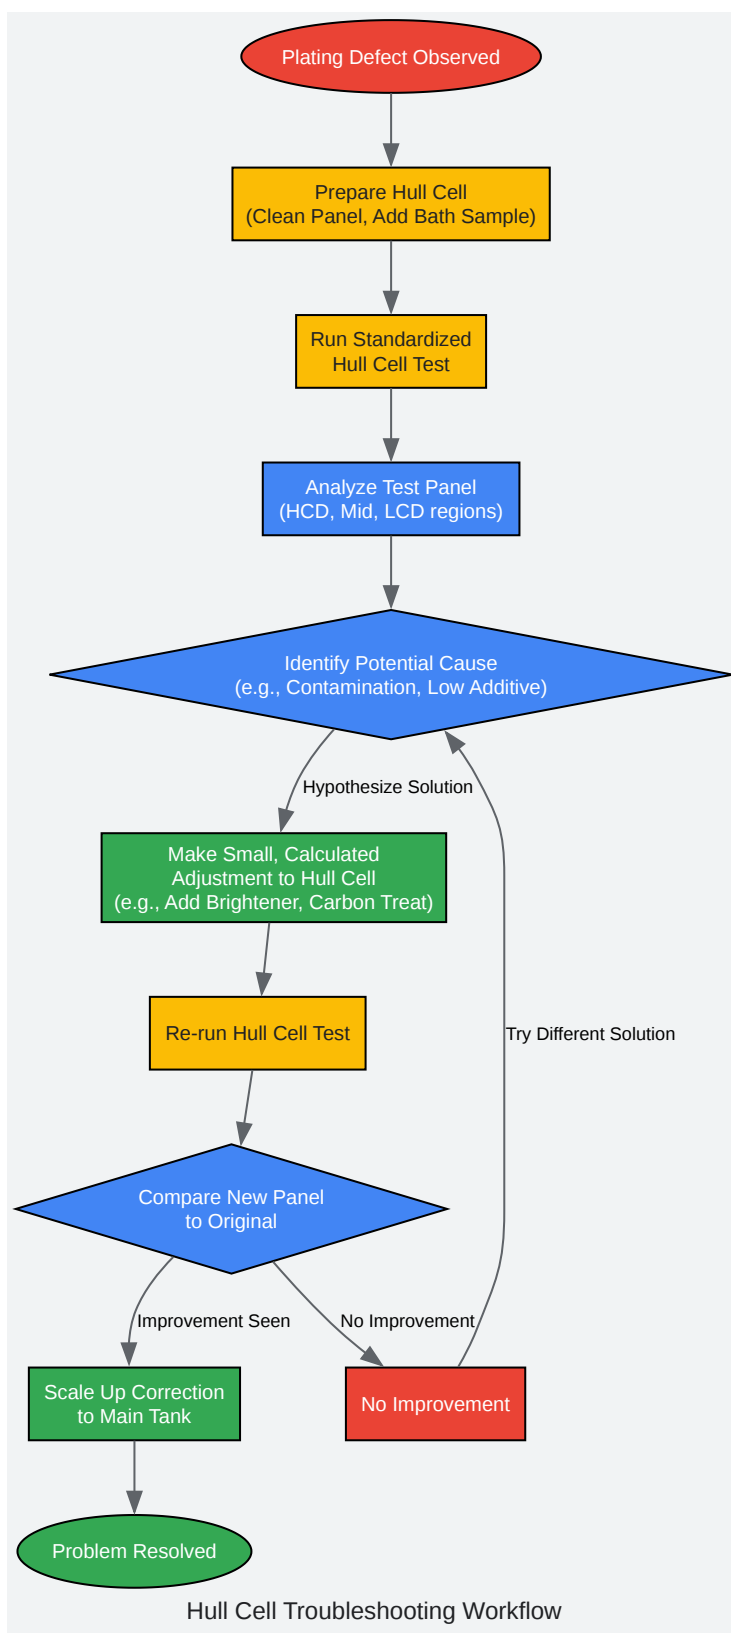 Plating Defect Observed
Prepare Hull Cell
(Clean Panel, Add Bath Sample)
Run Standardized
Hull Cell Test
Analyze Test Panel
(HCD, Mid, LCD regions)
Identify Potential Cause
(e.g., Contamination, Low Additive)
Hypothesize Solution
Make Small, Calculated
Adjustment to Hull Cell
(e.g., Add Brightener, Carbon Treat)
Re-run Hull Cell Test
Try Different Solution
Compare New Panel
to Original
Improvement Seen
No Improvement
Scale Up Correction
to Main Tank
No Improvement
Problem Resolved
Hull Cell Troubleshooting Workflow